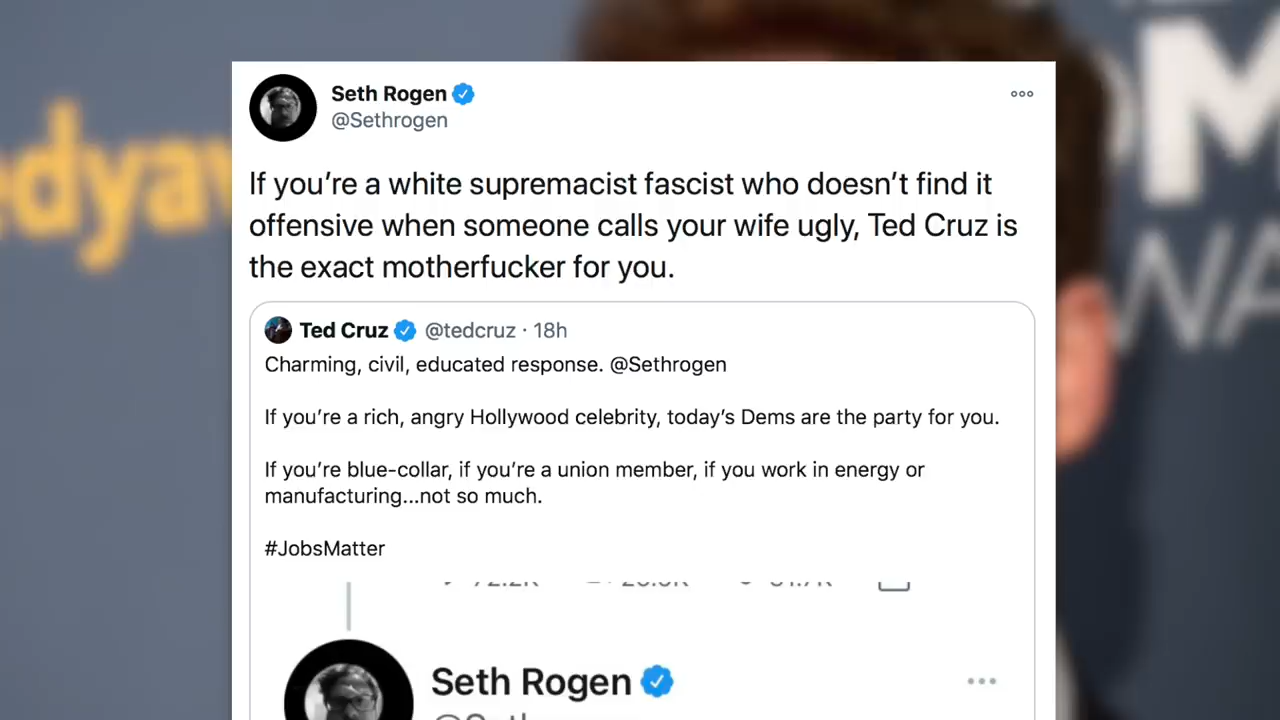 edyav
M
WA
Seth Rogen
@Sethrogen
If you’re a white supremacist fascist who doesn’t find it
offensive when someone calls your wife ugly, Ted Cruz is
the exact motherfucker for you.
Ted Cruz @tedcruz · 18h
Charming, civil, educated response. @Sethrogen
If you’re a rich, angry Hollywood celebrity, today’s Dems are the party for you.
If you’re blue-collar, if you’re a union member, if you work in energy or
manufacturing...not so much.
#JobsMatter
Seth Rogen